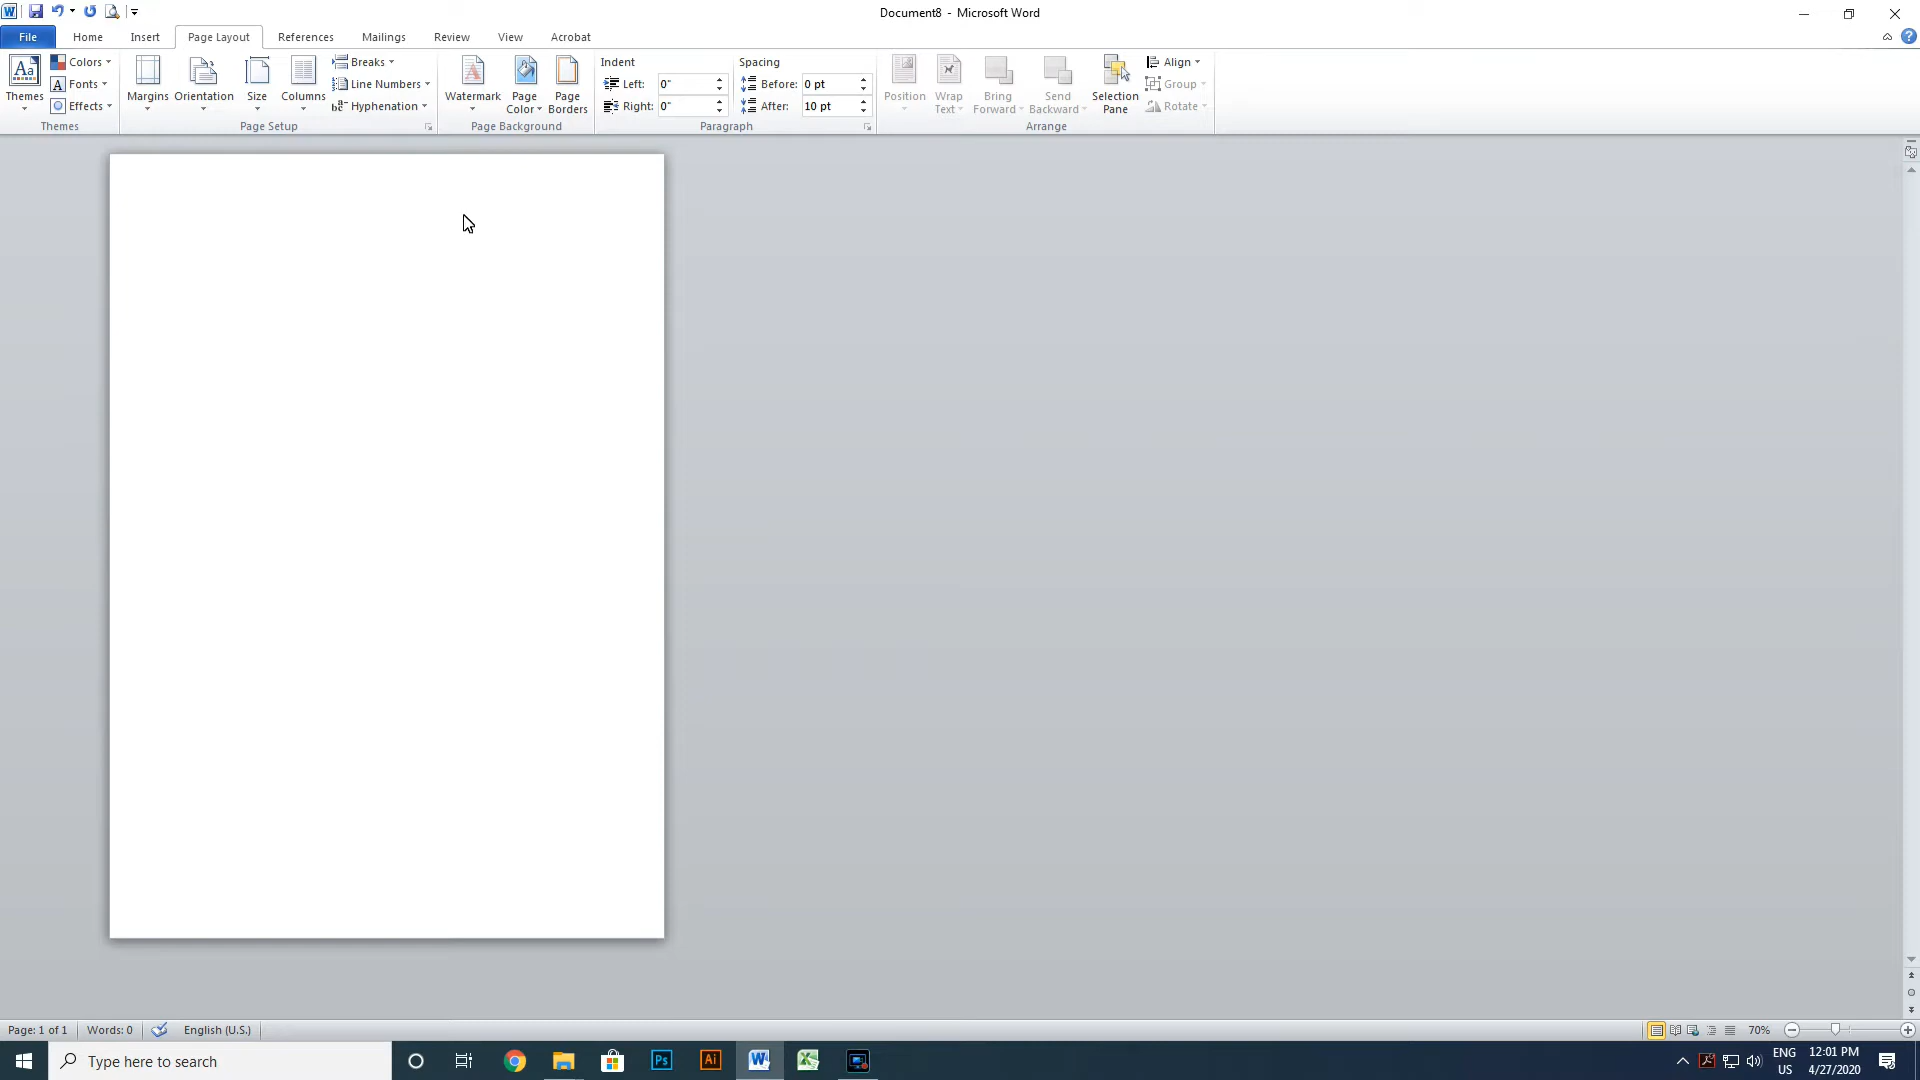 Document8 - Microsoft Word
File Home Insert Page Layout References Mailings Review View Acrobat
Themes
Colors
Fonts
Effects
Themes
Margins
Orientation
Size
Columns
Breaks
Line Numbers
Hyphenation
Page Setup
Watermark
Page Color
Page Borders
Page Background
Indent
Left: 0"
Right: 0"
Spacing
Before: 0 pt
After: 10 pt
Paragraph
Position
Wrap Text
Bring Forward
Send Backward
Selection Pane
Align
Group
Rotate
Arrange
Page: 1 of 1 Words: 0 English (U.S.) 70%
Type here to search
Ps
Ai
ENG
US
12:01 PM
4/27/2020